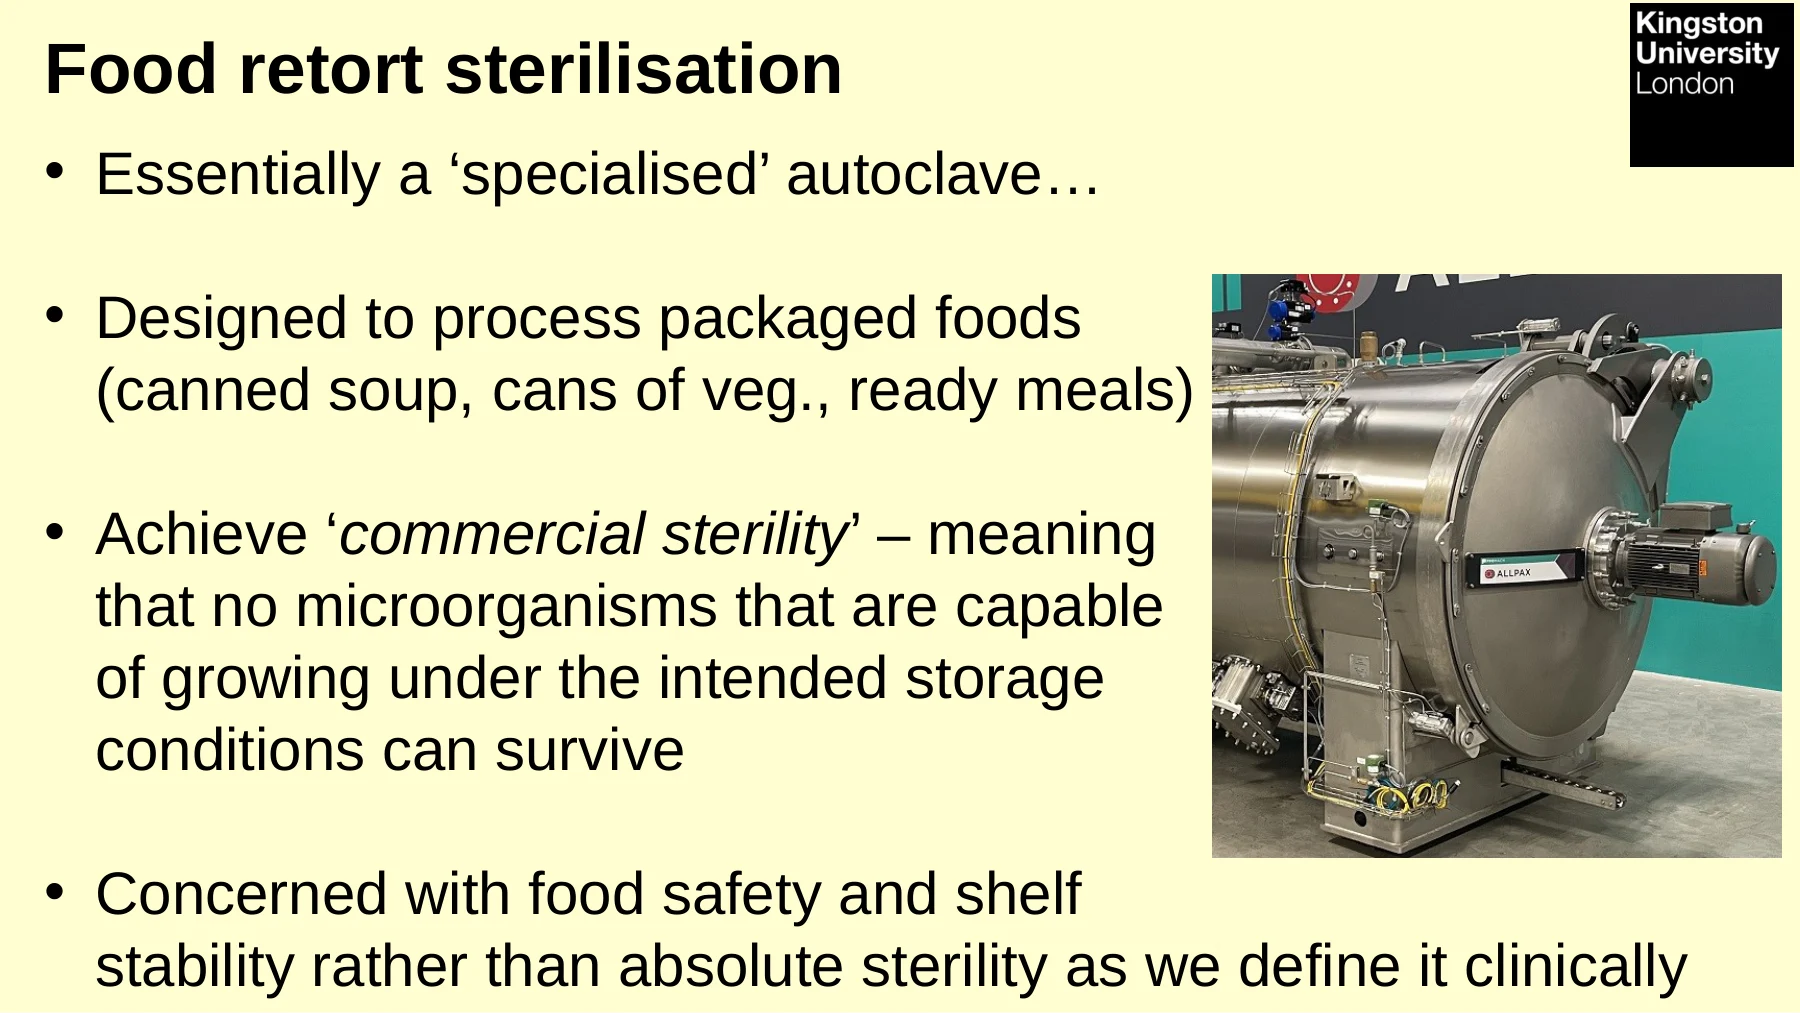 Kingston
University
London
Food retort sterilisation
• Essentially a ‘specialised’ autoclave…
• Designed to process packaged foods
(canned soup, cans of veg., ready meals)
• Achieve ‘commercial sterility’ – meaning
that no microorganisms that are capable
of growing under the intended storage
conditions can survive
ALLPAX
• Concerned with food safety and shelf
stability rather than absolute sterility as we define it clinically